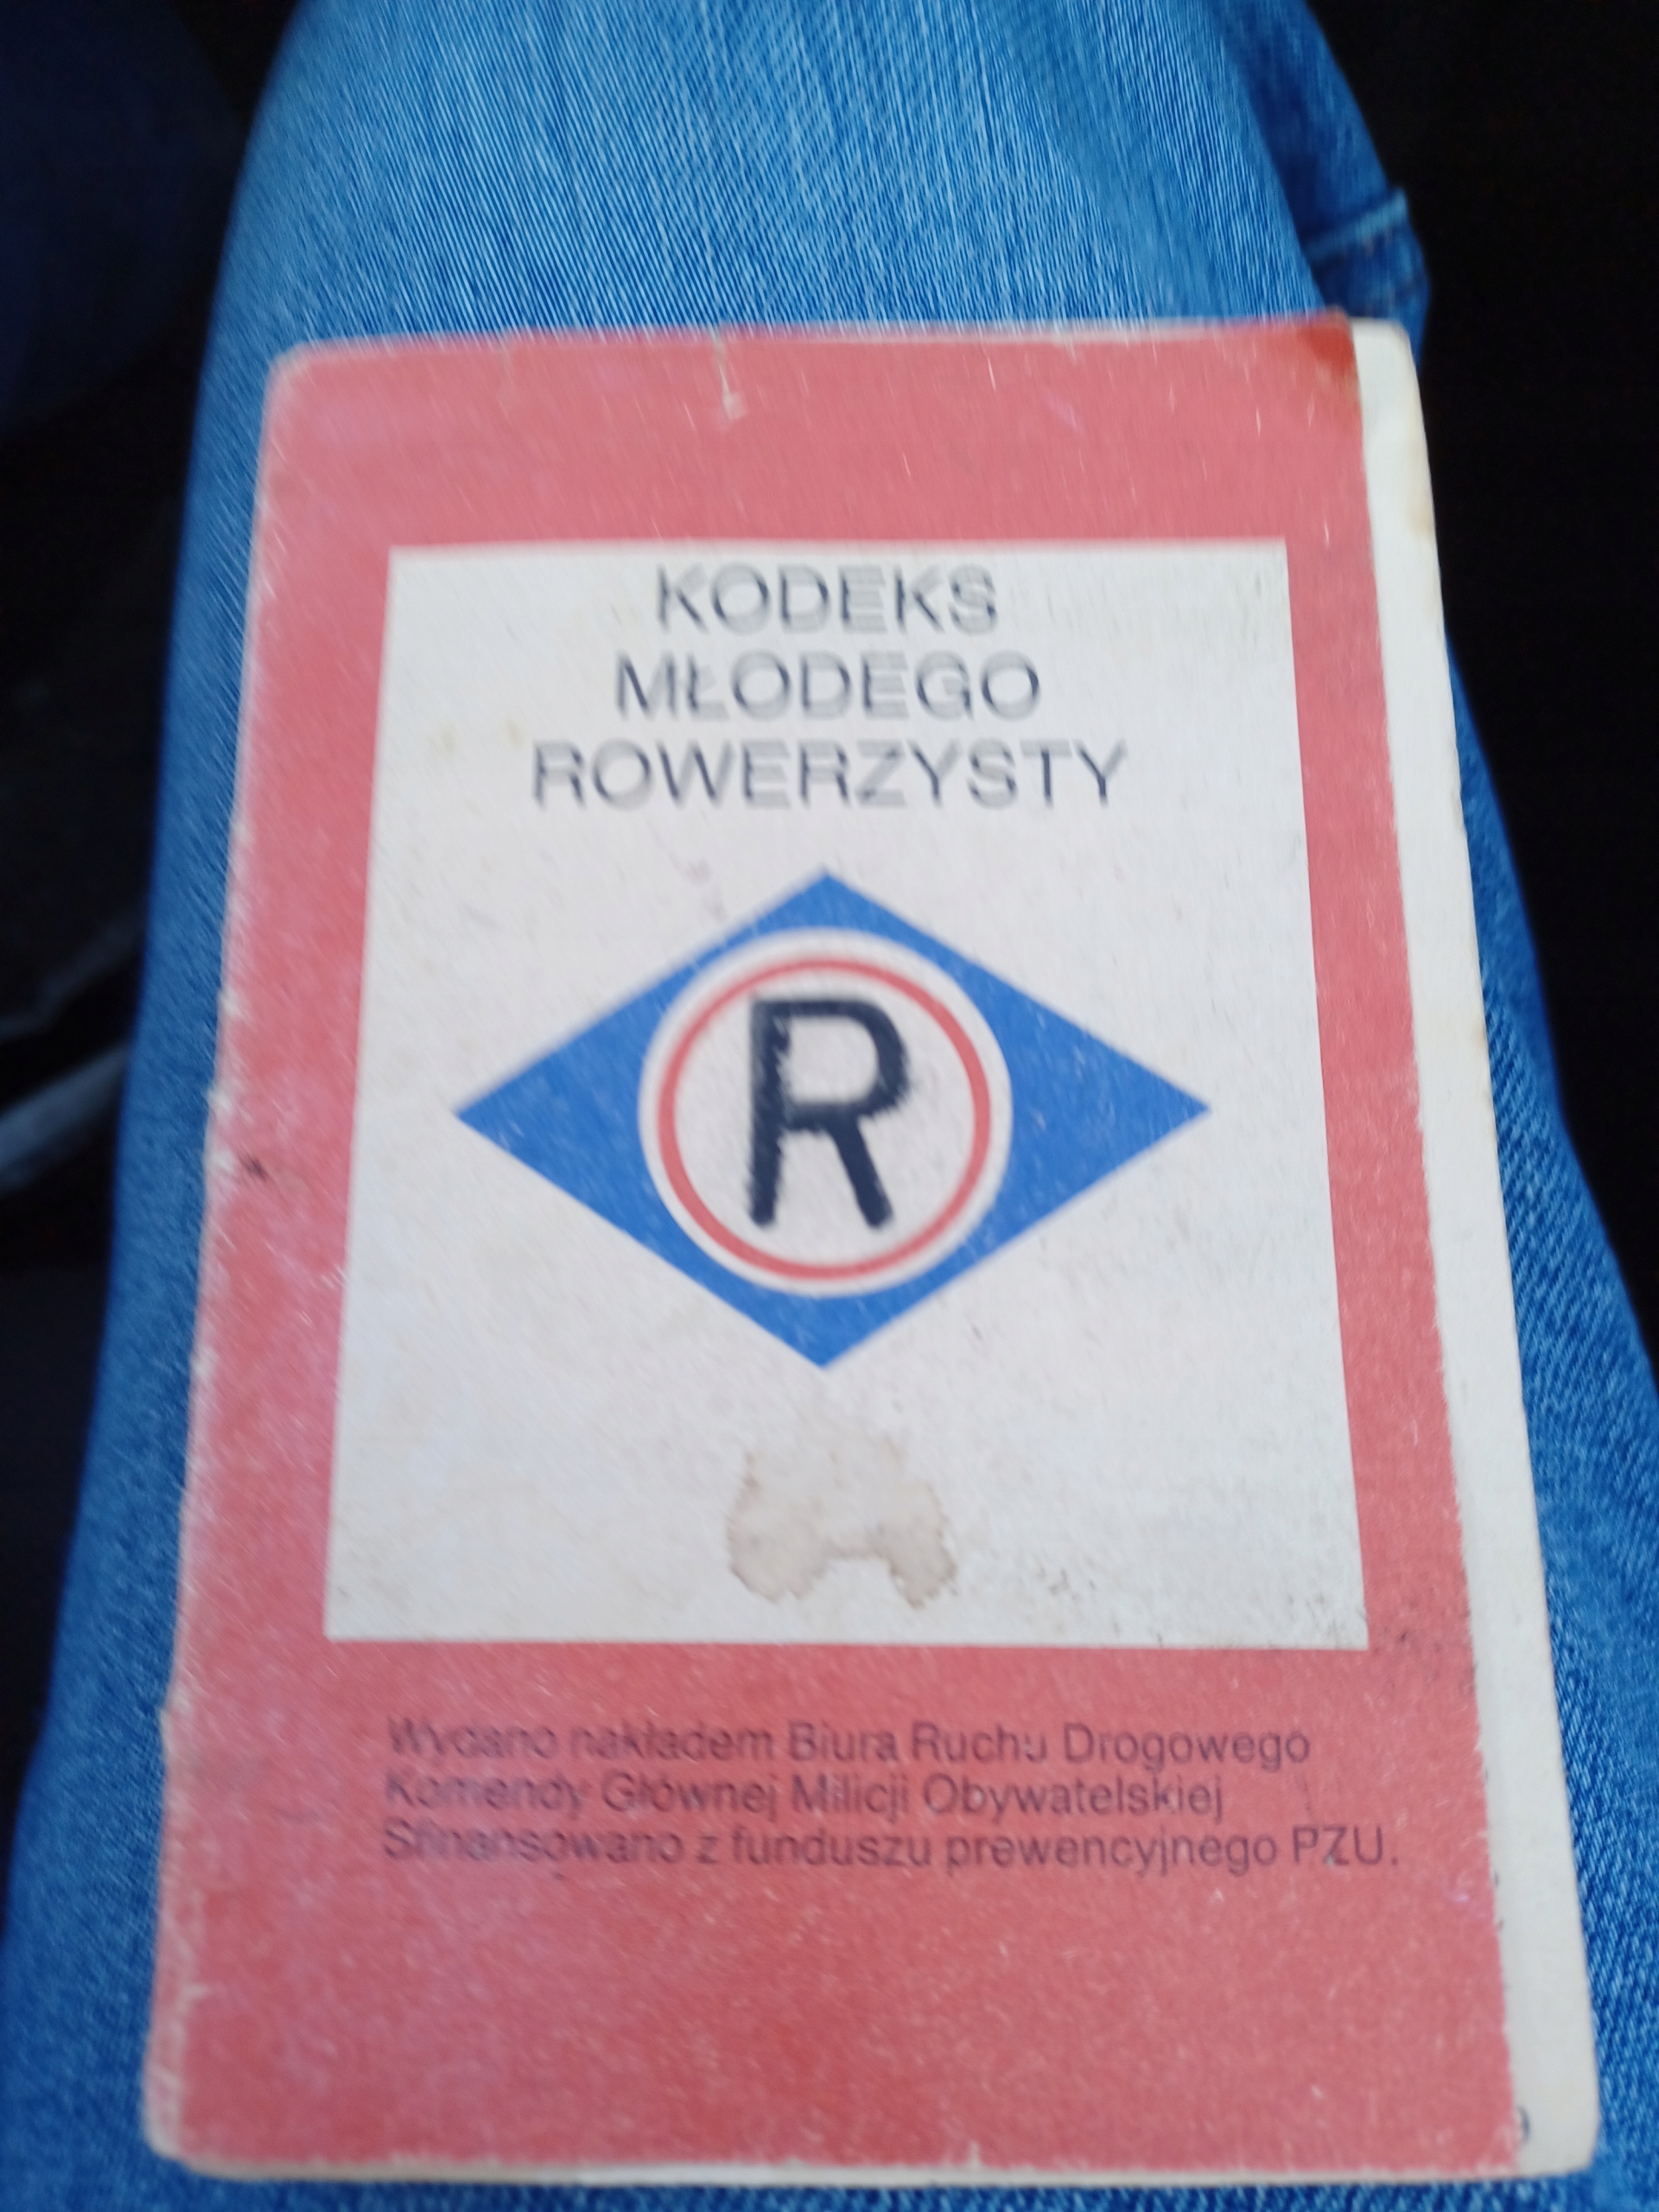 KODEKS
MŁODEGO
ROWERZYSTY
R
Wydano nakładem Biura Ruchu Drogowego
Komendy Głównej Milicji Obywatelskiej
Sfinansowano z funduszu prewencyjnego PZU.